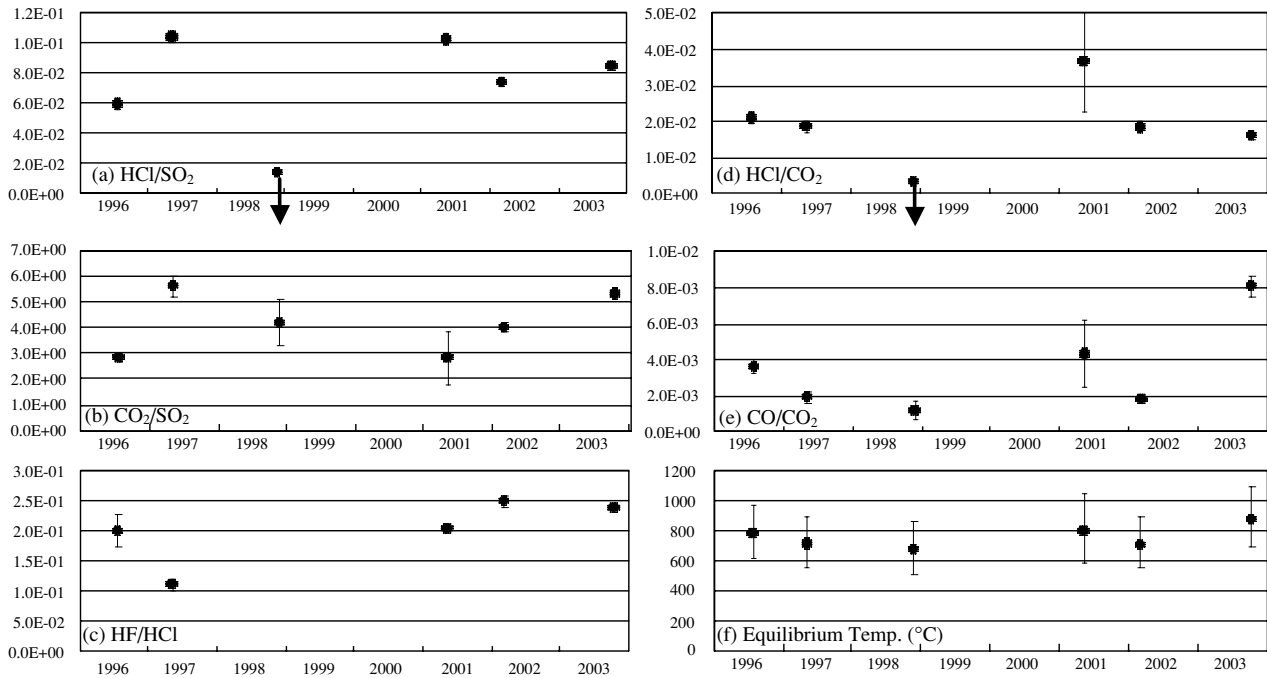 1.2E-01
1.0E-01
8.0E-02
6.0E-02
4.0E-02
2.0E-02
0.0E+00
(a) HCl/SO₂
1996 1997 1998 1999 2000 2001 2002 2003
7.0E+00
6.0E+00
5.0E+00
4.0E+00
3.0E+00
2.0E+00
1.0E+00
0.0E+00
(b) CO₂/SO₂
1996 1997 1998 1999 2000 2001 2002 2003
3.0E-01
2.5E-01
2.0E-01
1.5E-01
1.0E-01
5.0E-02
0.0E+00
(c) HF/HCl
1996 1997 1998 1999 2000 2001 2002 2003
5.0E-02
4.0E-02
3.0E-02
2.0E-02
1.0E-02
0.0E+00
(d) HCl/CO₂
1996 1997 1998 1999 2000 2001 2002 2003
1.0E-02
8.0E-03
6.0E-03
4.0E-03
2.0E-03
0.0E+00
(e) CO/CO₂
1996 1997 1998 1999 2000 2001 2002 2003
1200
1000
800
600
400
200
0
(f) Equilibrium Temp. (°C)
1996 1997 1998 1999 2000 2001 2002 2003